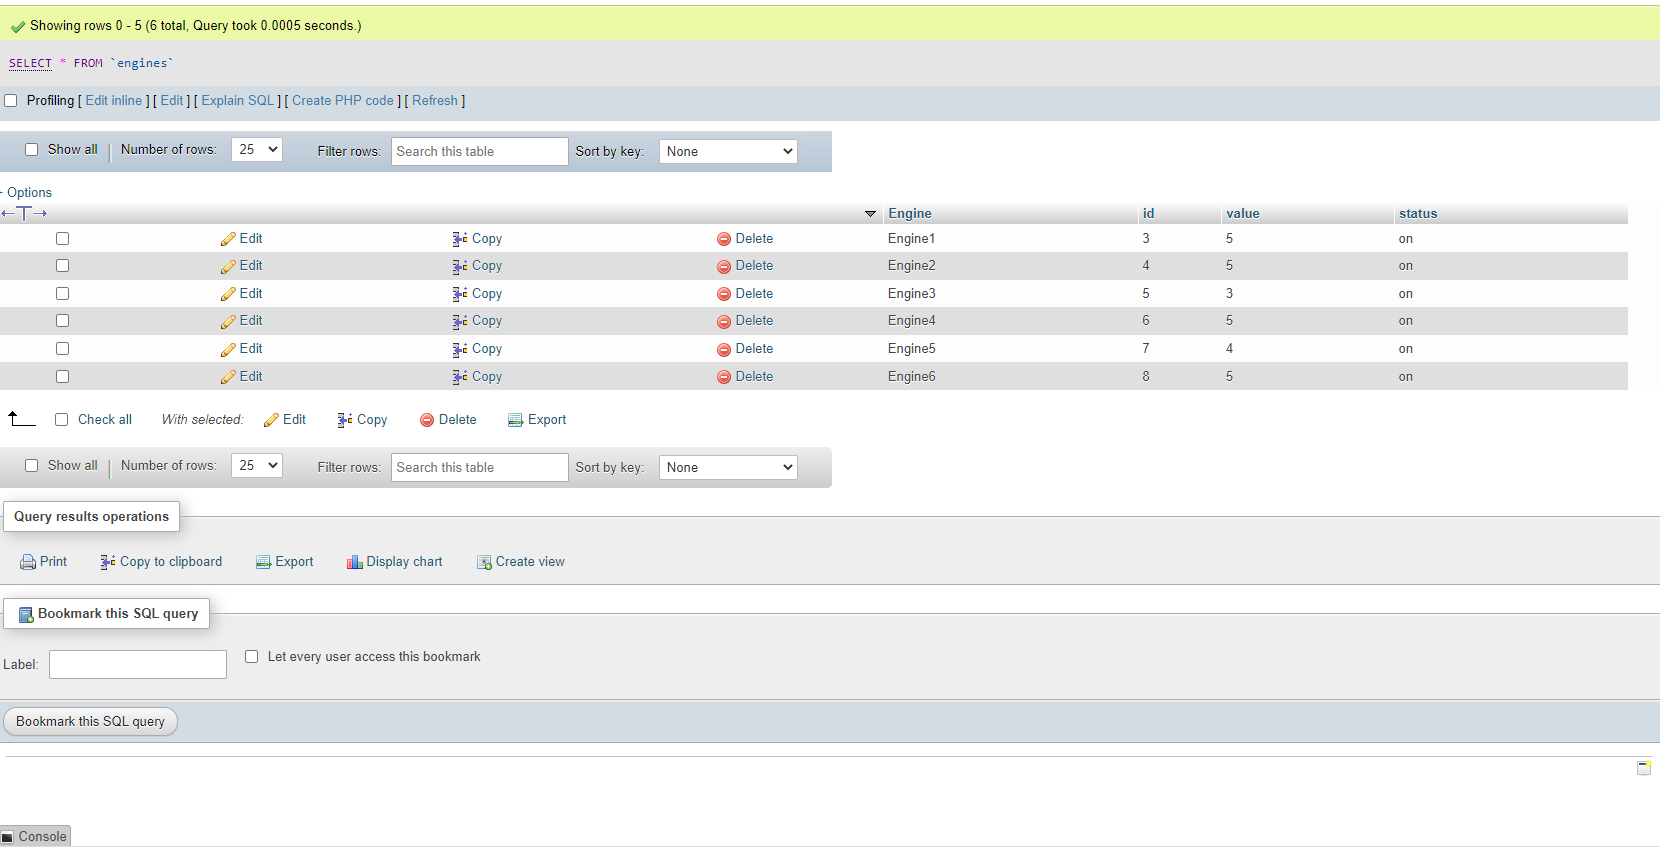 Showing rows 0 - 5 (6 total, Query took 0.0005 seconds.)
SELECT * FROM `engines`
Profiling [ Edit inline ] [ Edit ] [ Explain SQL ] [ Create PHP code ] [ Refresh ]
Show all | Number of rows: 25 Filter rows: Search this table Sort by key: None
+ Options
←T→ Engine id value status
Edit Copy Delete Engine1 3 5 on
Edit Copy Delete Engine2 4 5 on
Edit Copy Delete Engine3 5 3 on
Edit Copy Delete Engine4 6 5 on
Edit Copy Delete Engine5 7 4 on
Edit Copy Delete Engine6 8 5 on
Check all With selected: Edit Copy Delete Export
Show all | Number of rows: 25 Filter rows: Search this table Sort by key: None
Query results operations
Print Copy to clipboard Export Display chart Create view
Bookmark this SQL query
Label: Let every user access this bookmark
Bookmark this SQL query
Console